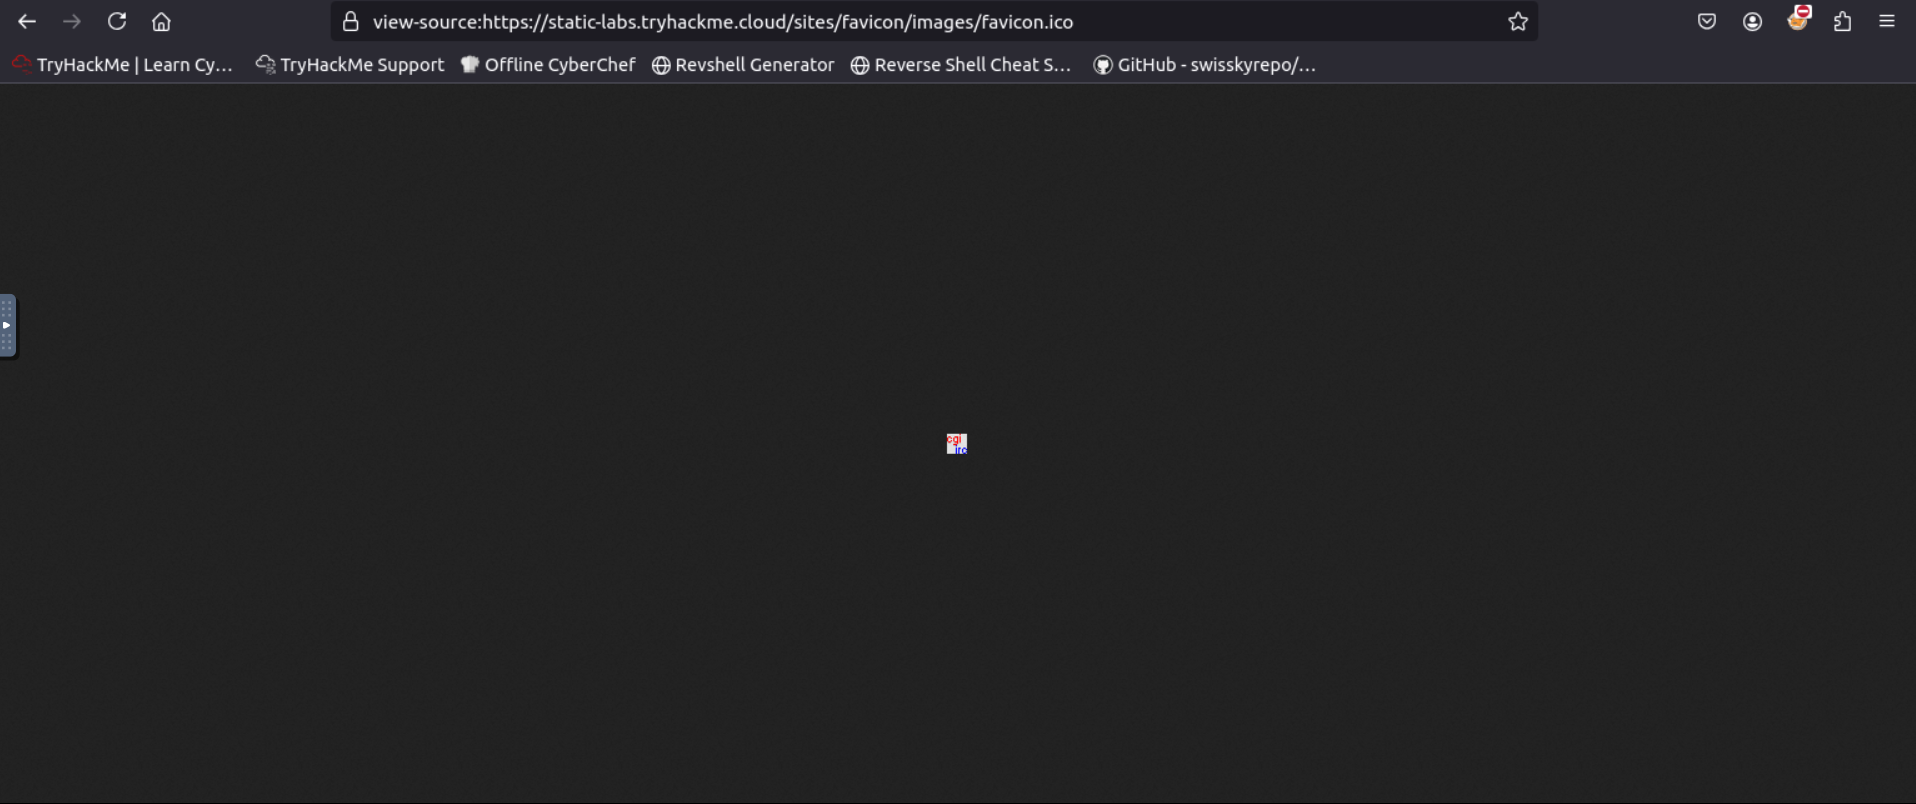 view-source:https://static-labs.tryhackme.cloud/sites/favicon/images/favicon.ico
TryHackMe | Learn Cy… TryHackMe Support Offline CyberChef Revshell Generator Reverse Shell Cheat S… GitHub - swisskyrepo/…
cgi
irc